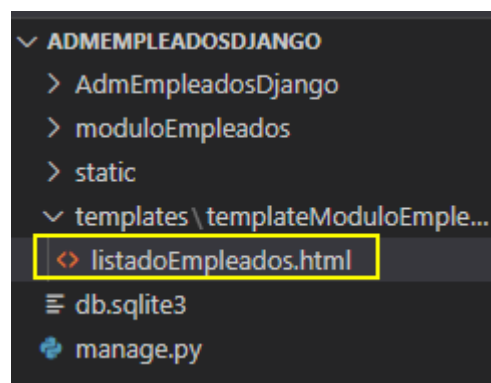 ADMEMPLEADOSDJANGO
AdmEmpleadosDjango
moduloEmpleados
static
templates\templateModuloEmple...
<> listadoEmpleados.html
db.sqlite3
manage.py